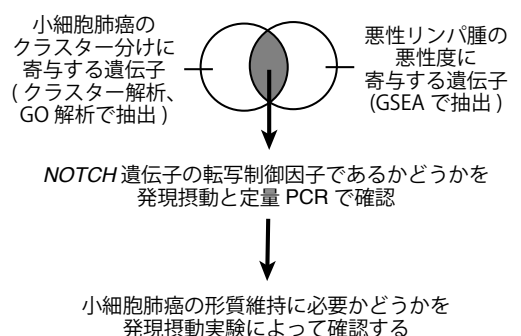 小細胞肺癌の
クラスター分けに
寄与する遺伝子
( クラスター解析、
GO 解析で抽出 )
悪性リンパ腫の
悪性度に
寄与する遺伝子
(GSEA で抽出 )
NOTCH 遺伝子の転写制御因子であるかどうかを
発現摂動と定量 PCR で確認
小細胞肺癌の形質維持に必要かどうかを
発現摂動実験によって確認する